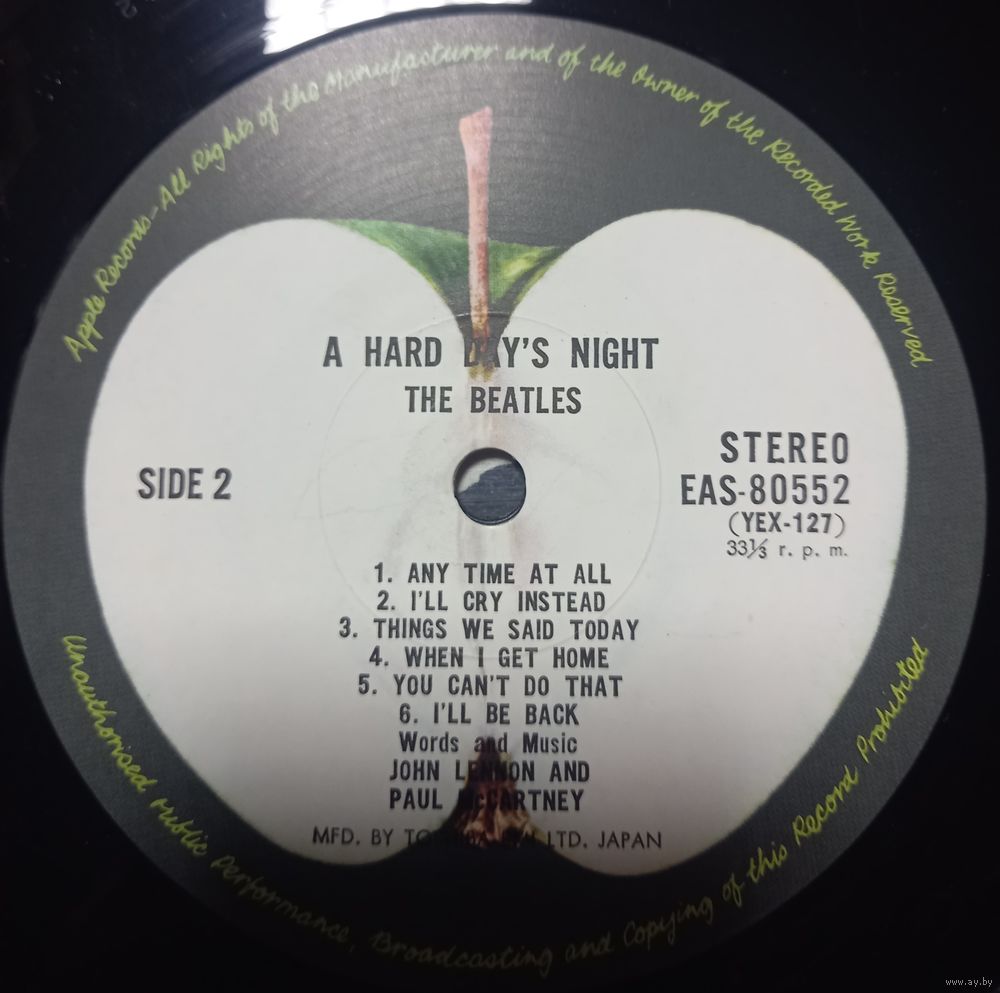 Apple Records-All Rights of the Manufacturer and of the Owner of the Recorded Work Reserved
A HARD DAY'S NIGHT
THE BEATLES
SIDE 2
STEREO
EAS-80552
(YEX-127)
33⅓ r. p. m.
1. ANY TIME AT ALL
2. I'LL CRY INSTEAD
3. THINGS WE SAID TODAY
4. WHEN I GET HOME
5. YOU CAN'T DO THAT
6. I'LL BE BACK
Words and Music
JOHN LENNON AND
PAUL McCARTNEY
MFD. BY TOSHIBA LTD. JAPAN
Unauthorised Public Performance, Broadcasting and Copying of this Record Prohibited
www.ay.by